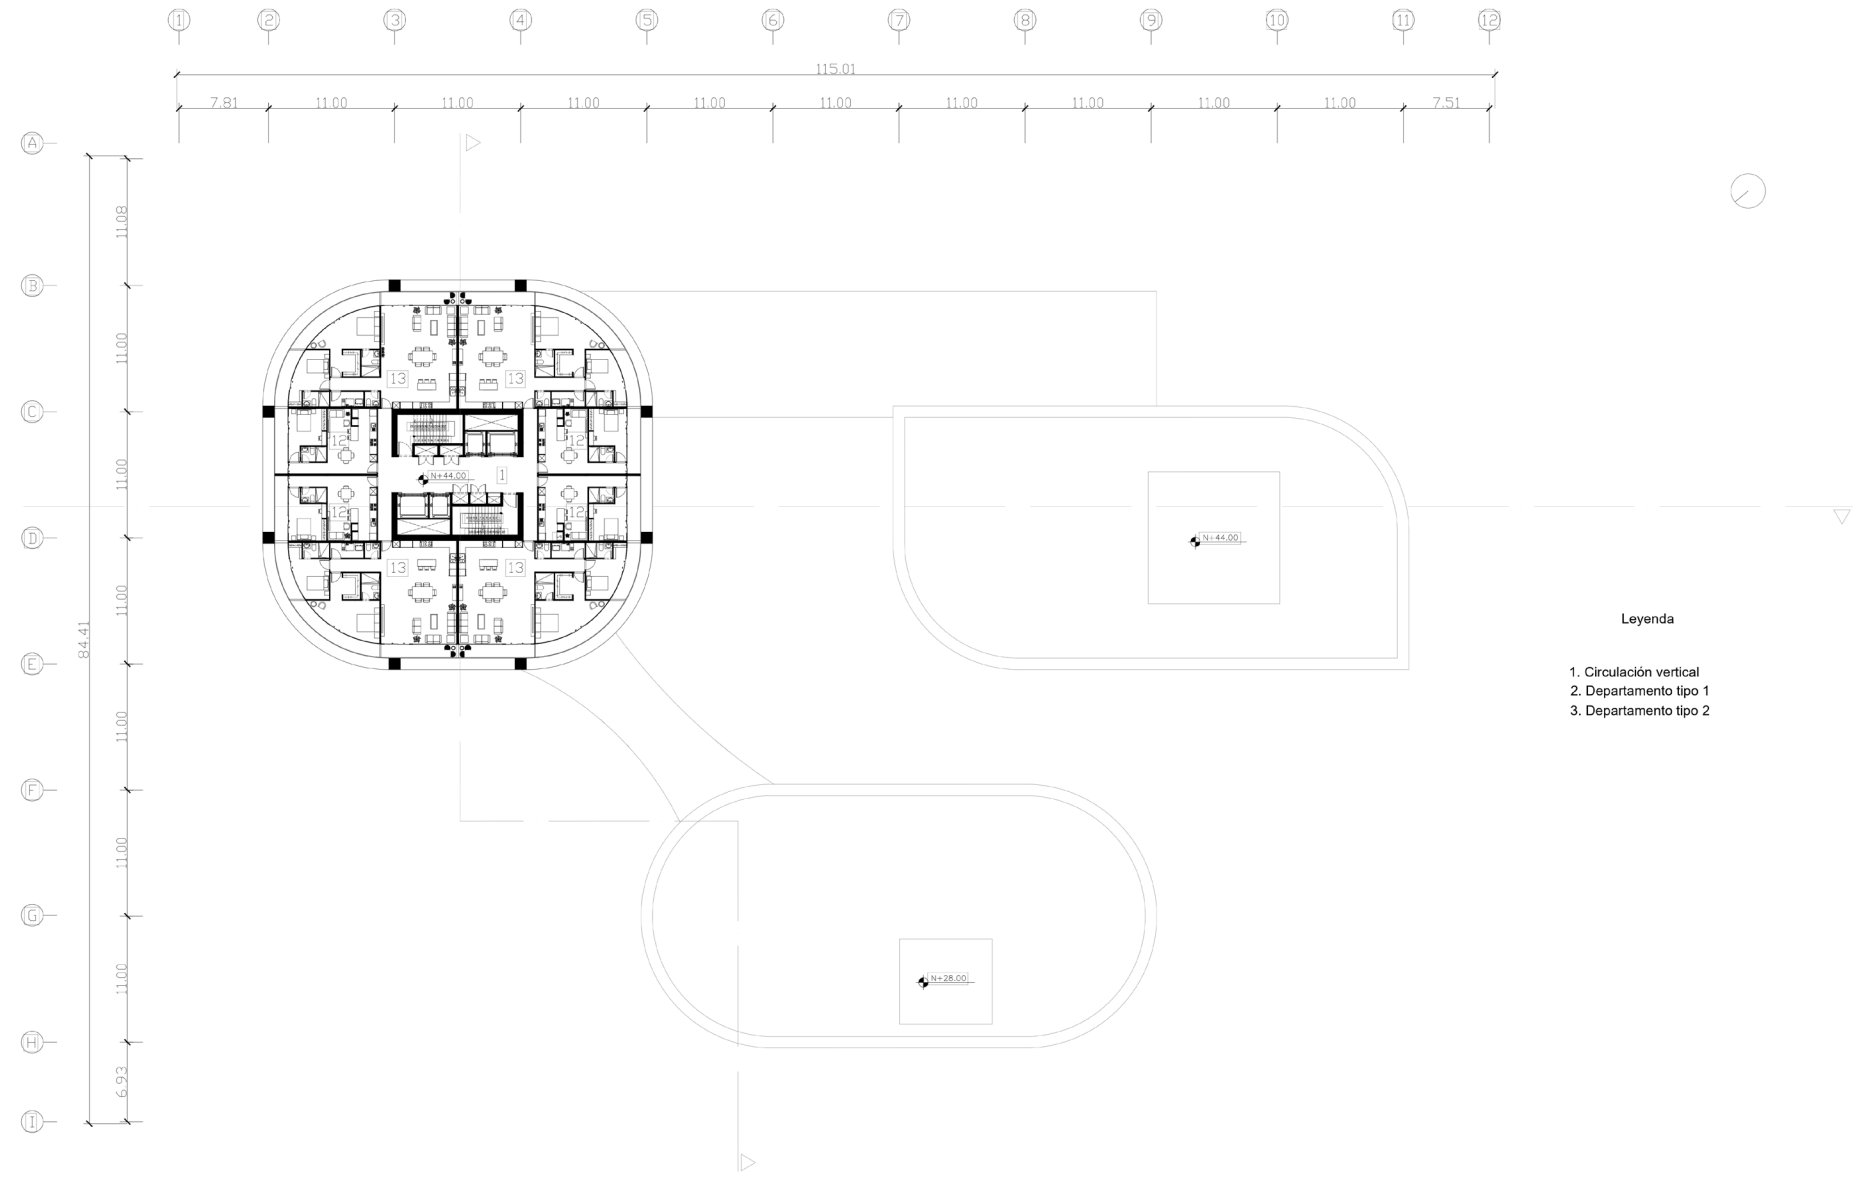 1 2 3 4 5 6 7 8 9 10 11 12
115.01
7.81 11.00 11.00 11.00 11.00 11.00 11.00 11.00 11.00 11.00 7.51
A
11.08
B
11.00
13 13
C
12 12
11.00
N+44.00 1
12 12
D
N+44.00
13 13
11.00
84.41
Leyenda
E
1. Circulación vertical
2. Departamento tipo 1
3. Departamento tipo 2
11.00
F
11.00
G
11.00
N+28.00
H
6.93
I